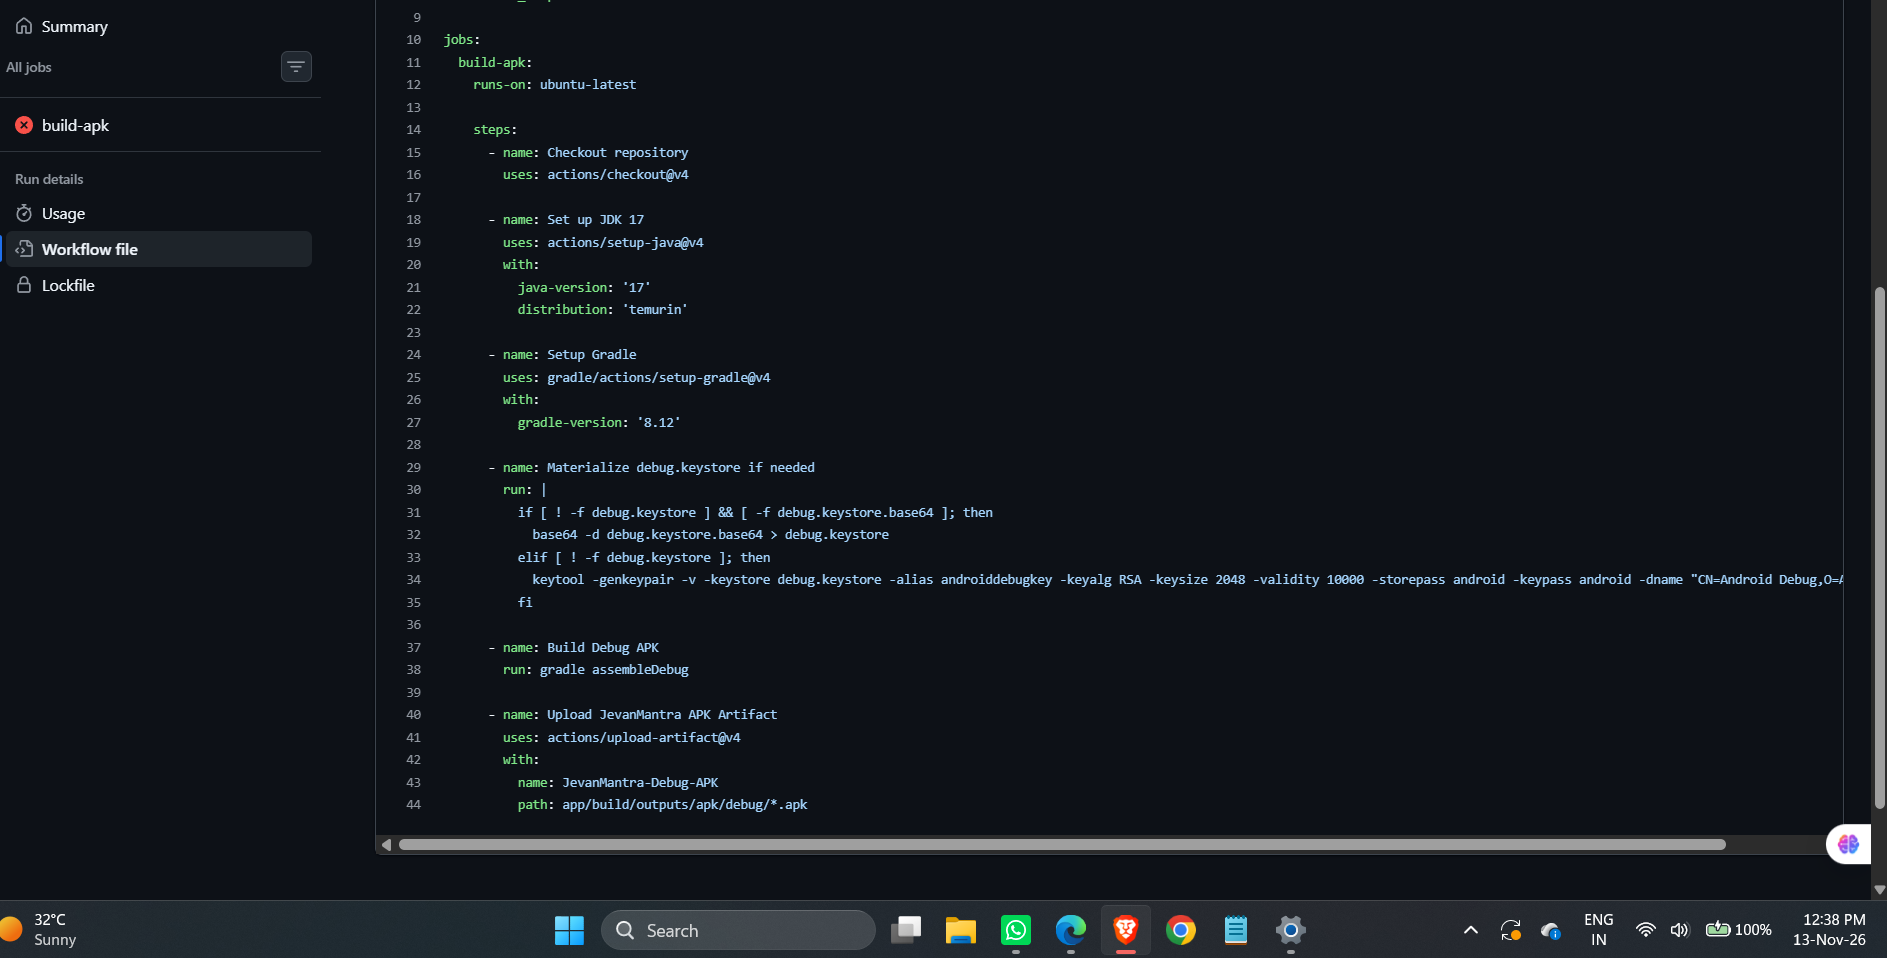 Summary
All jobs
build-apk
Run details
Usage
Workflow file
Lockfile
9
10 jobs:
11 build-apk:
12 runs-on: ubuntu-latest
13
14 steps:
15 - name: Checkout repository
16 uses: actions/checkout@v4
17
18 - name: Set up JDK 17
19 uses: actions/setup-java@v4
20 with:
21 java-version: '17'
22 distribution: 'temurin'
23
24 - name: Setup Gradle
25 uses: gradle/actions/setup-gradle@v4
26 with:
27 gradle-version: '8.12'
28
29 - name: Materialize debug.keystore if needed
30 run: |
31 if [ ! -f debug.keystore ] && [ -f debug.keystore.base64 ]; then
32 base64 -d debug.keystore.base64 > debug.keystore
33 elif [ ! -f debug.keystore ]; then
34 keytool -genkeypair -v -keystore debug.keystore -alias androiddebugkey -keyalg RSA -keysize 2048 -validity 10000 -storepass android -keypass android -dname "CN=Android Debug,O=A
35 fi
36
37 - name: Build Debug APK
38 run: gradle assembleDebug
39
40 - name: Upload JevanMantra APK Artifact
41 uses: actions/upload-artifact@v4
42 with:
43 name: JevanMantra-Debug-APK
44 path: app/build/outputs/apk/debug/*.apk
32°C
Sunny
Search
ENG
IN
100%
12:38 PM
13-Nov-26